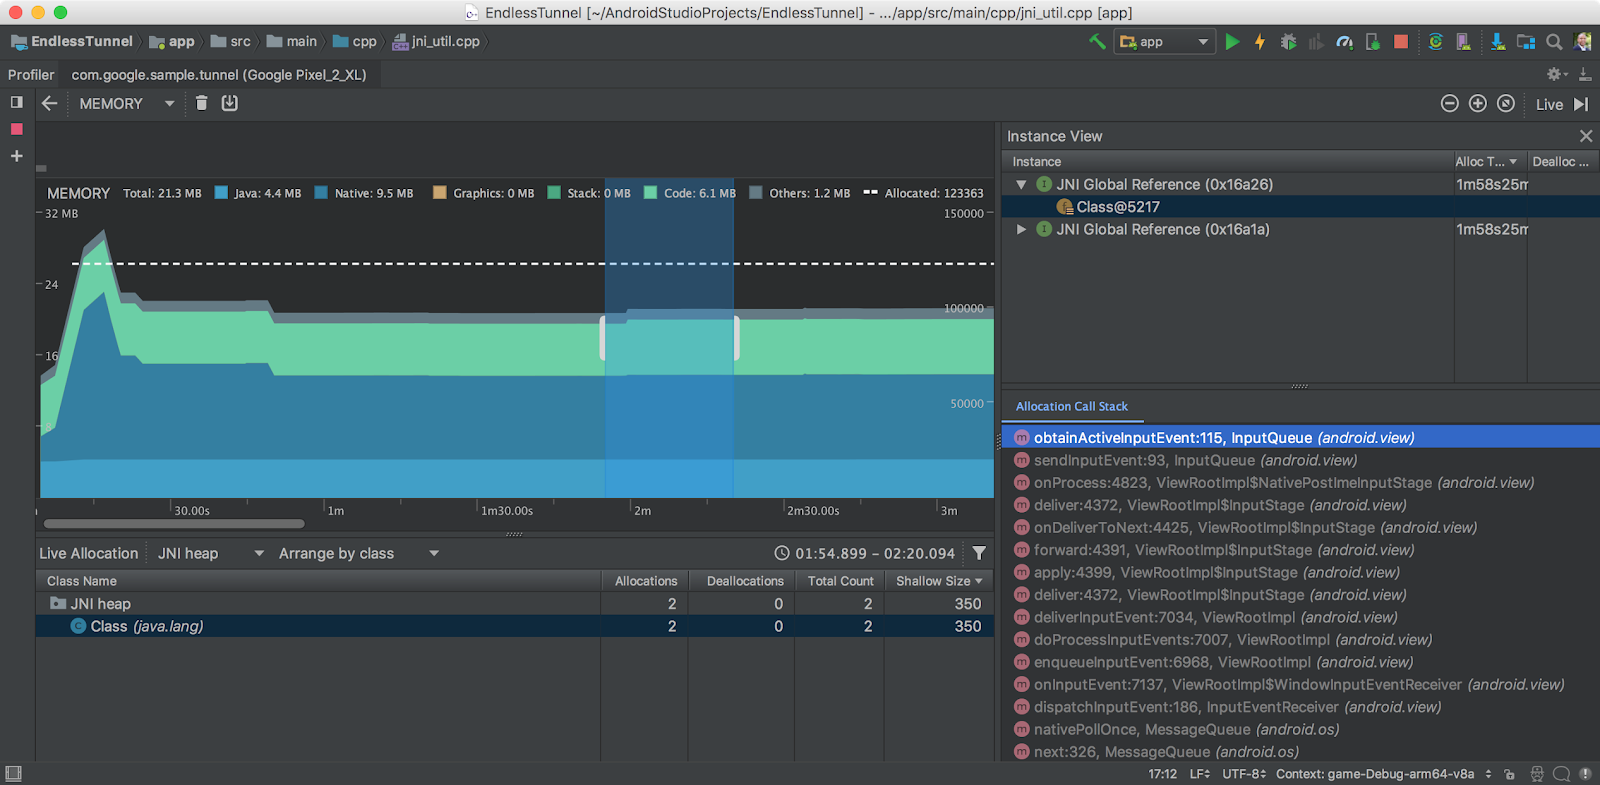 EndlessTunnel [~/AndroidStudioProjects/EndlessTunnel] - .../app/src/main/cpp/jni_util.cpp [app]
EndlessTunnel app src main cpp jni_util.cpp app
Profiler com.google.sample.tunnel (Google Pixel_2_XL)
MEMORY Live
Instance View
Instance Alloc T... Dealloc ...
JNI Global Reference (0x16a26) 1m58s25m
Class@5217
JNI Global Reference (0x16a1a) 1m58s25m
MEMORY Total: 21.3 MB Java: 4.4 MB Native: 9.5 MB Graphics: 0 MB Stack: 0 MB Code: 6.1 MB Others: 1.2 MB Allocated: 123363
32 MB 150000
24
100000
16
50000
8
30.00s 1m 1m30.00s 2m 2m30.00s 3m
Live Allocation JNI heap Arrange by class 01:54.899 - 02:20.094
Class Name Allocations Deallocations Total Count Shallow Size
JNI heap 2 0 2 350
Class (java.lang) 2 0 2 350
Allocation Call Stack
obtainActiveInputEvent:115, InputQueue (android.view)
sendInputEvent:93, InputQueue (android.view)
onProcess:4823, ViewRootImpl$NativePostImeInputStage (android.view)
deliver:4372, ViewRootImpl$InputStage (android.view)
onDeliverToNext:4425, ViewRootImpl$InputStage (android.view)
forward:4391, ViewRootImpl$InputStage (android.view)
apply:4399, ViewRootImpl$InputStage (android.view)
deliver:4372, ViewRootImpl$InputStage (android.view)
deliverInputEvent:7034, ViewRootImpl (android.view)
doProcessInputEvents:7007, ViewRootImpl (android.view)
enqueueInputEvent:6968, ViewRootImpl (android.view)
onInputEvent:7137, ViewRootImpl$WindowInputEventReceiver (android.view)
dispatchInputEvent:186, InputEventReceiver (android.view)
nativePollOnce, MessageQueue (android.os)
next:326, MessageQueue (android.os)
17:12 LF UTF-8 Context: game-Debug-arm64-v8a